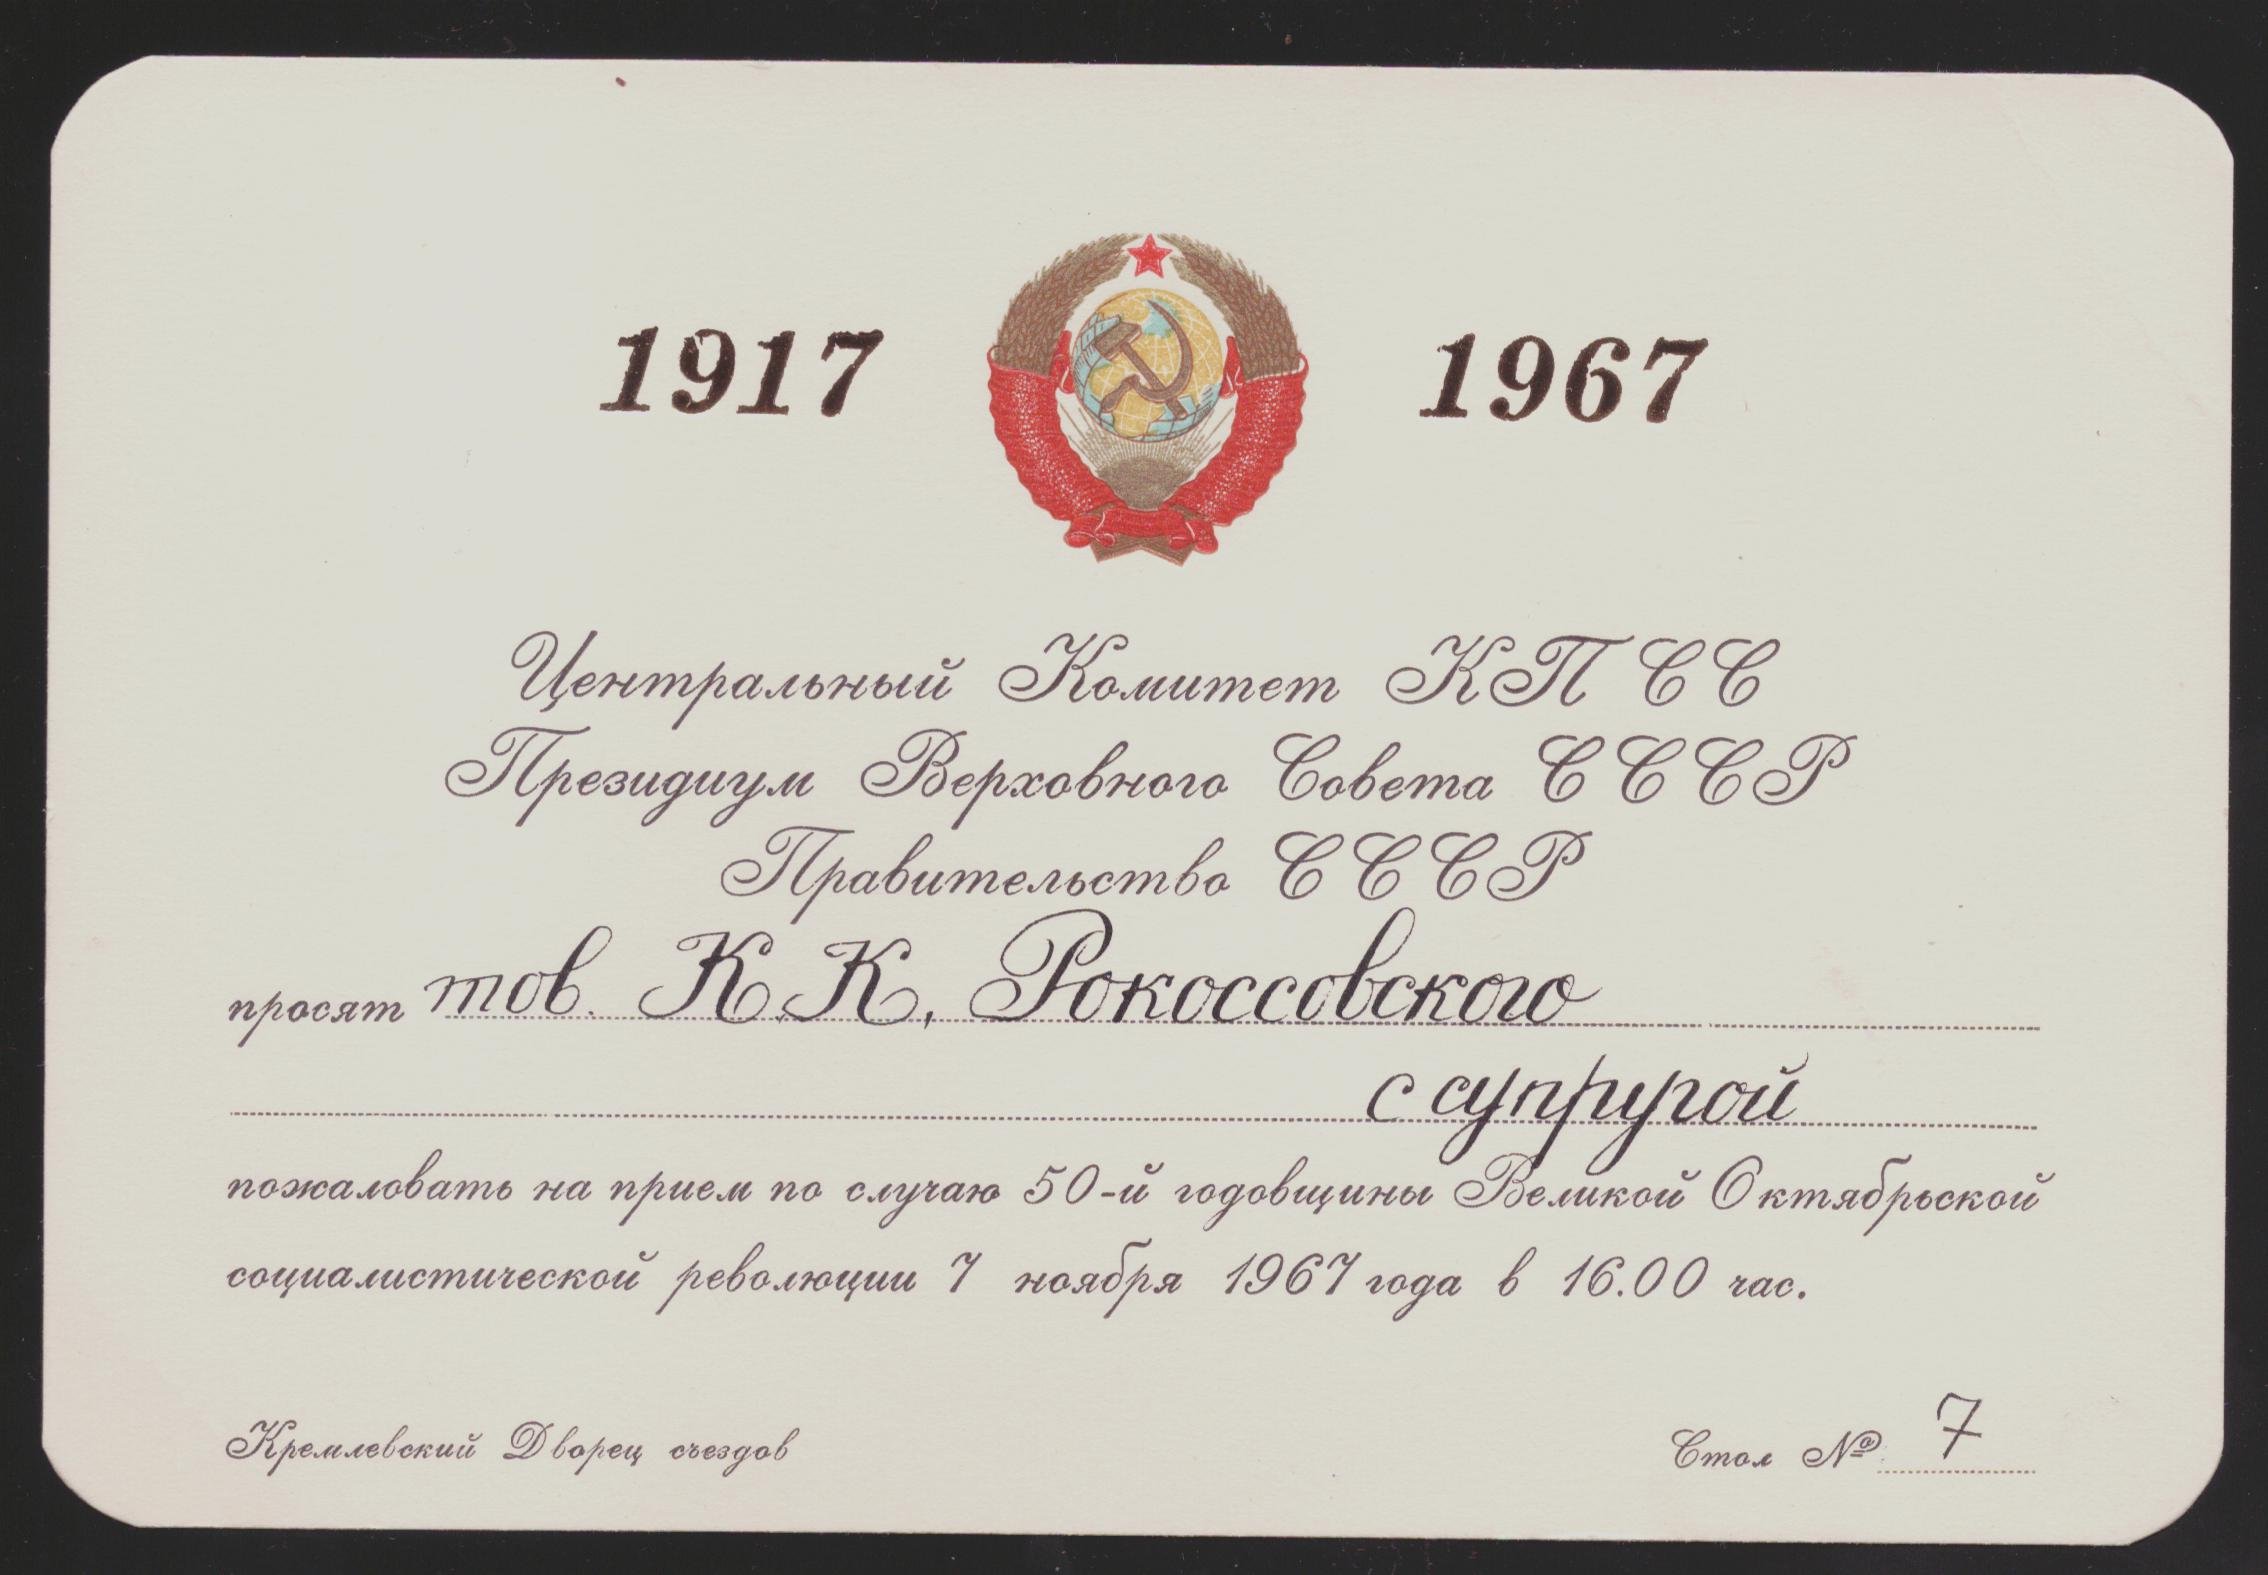 1917 1967
Центральный Комитет КПСС
Президиум Верховного Совета СССР
Правительство СССР
просят тов. К.К. Рокоссовского
с супругой
пожаловать на прием по случаю 50-й годовщины Великой Октябрьской
социалистической революции 7 ноября 1967 года в 16.00 час.
Кремлевский Дворец съездов Стол № 7